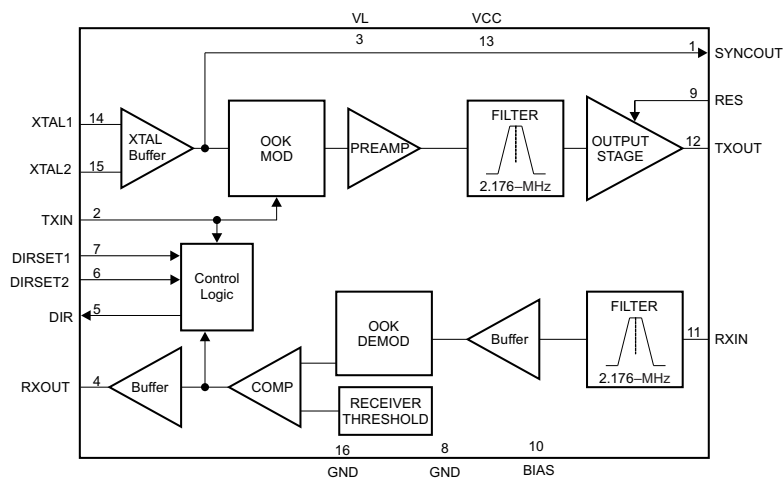 VL VCC
3 13 1 SYNCOUT
9 RES
XTAL1 14 FILTER
XTAL Buffer
OOK MOD
PREAMP
OUTPUT STAGE
12 TXOUT
XTAL2 15
2.176–MHz
TXIN 2
DIRSET1 7
DIRSET2 6
Control Logic
DIR 5
OOK DEMOD
Buffer
FILTER
11 RXIN
2.176–MHz
RXOUT 4
Buffer
COMP
RECEIVER THRESHOLD
16 8 10
GND GND BIAS